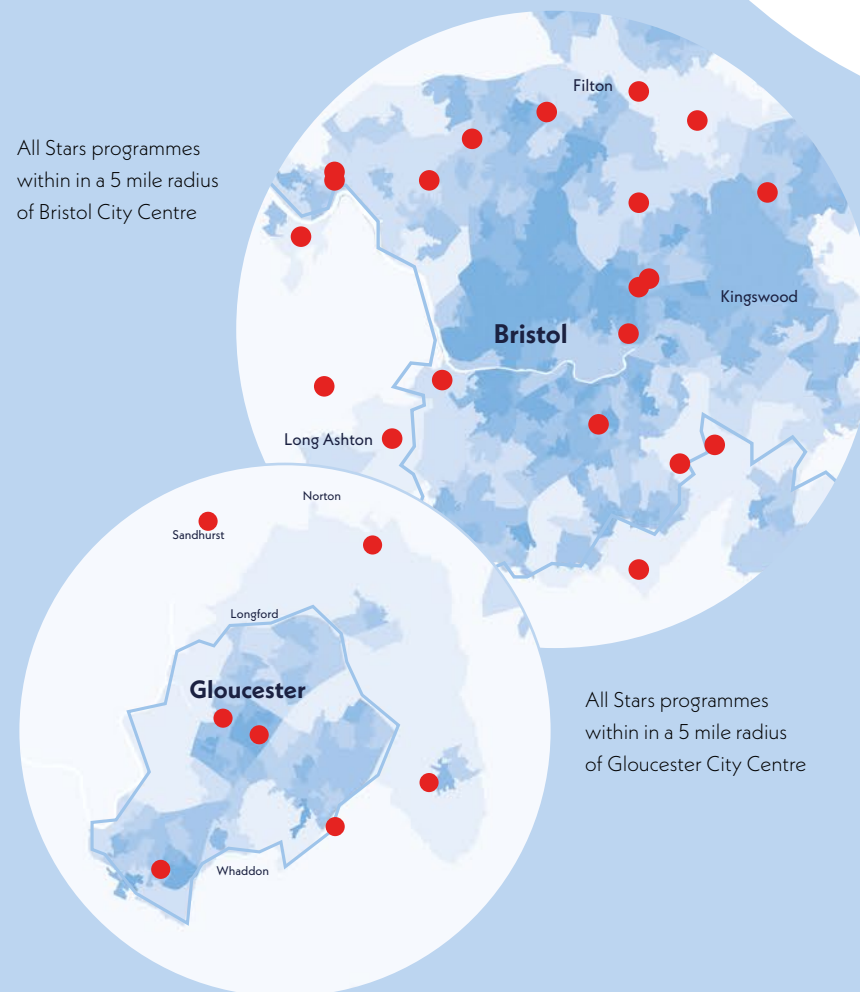 Filton
All Stars programmes
within in a 5 mile radius
of Bristol City Centre
Kingswood
Bristol
Long Ashton
Norton
Sandhurst
Longford
Gloucester
All Stars programmes
within in a 5 mile radius
of Gloucester City Centre
Whaddon